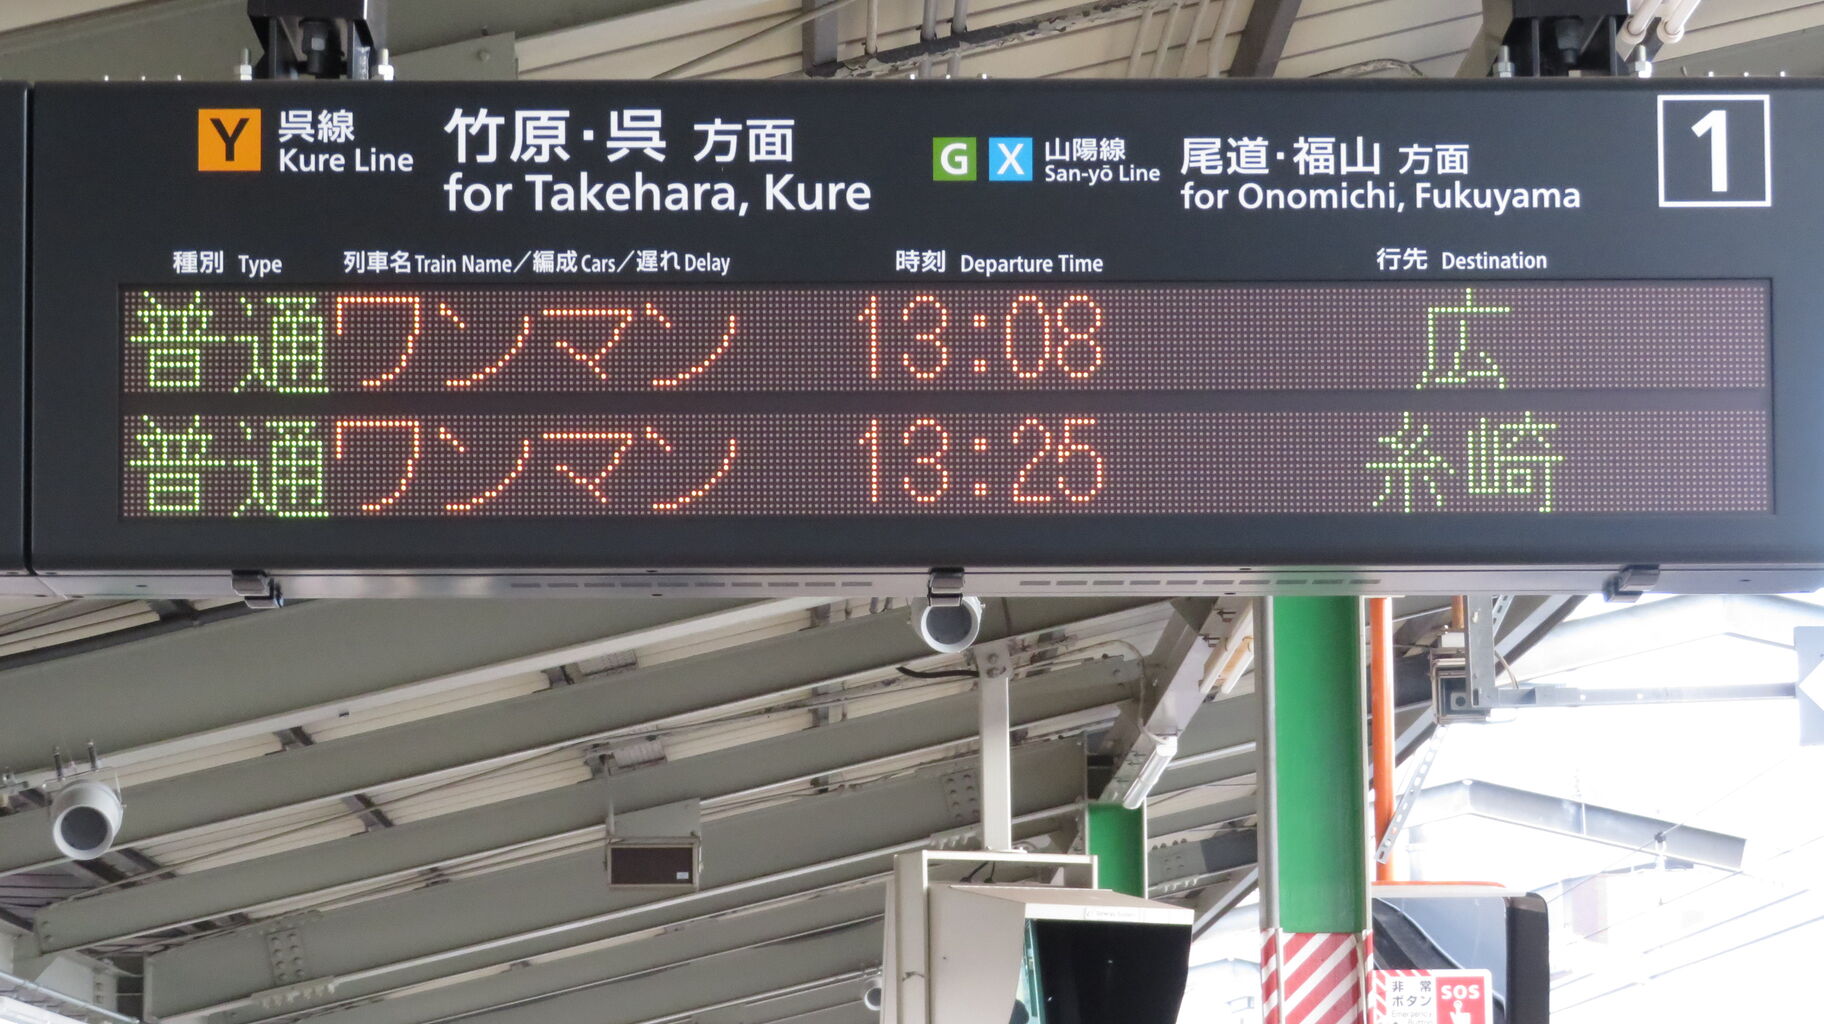 Y 呉線 竹原・呉 方面 G X 山陽線 尾道・福山 方面 1
Kure Line for Takehara, Kure San-yō Line for Onomichi, Fukuyama
種別 Type 列車名 Train Name／編成 Cars／遅れ Delay 時刻 Departure Time 行先 Destination
普通 ワンマン 13:08 広
普通 ワンマン 13:25 糸崎
非常 SOS
ボタン
Emergency
Button